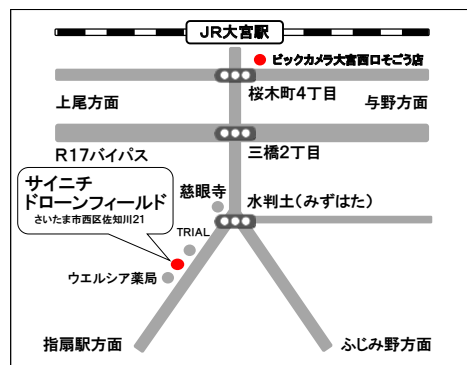 JR大宮駅
ビックカメラ大宮西口そごう店
桜木町4丁目
上尾方面
与野方面
R17バイパス
三橋2丁目
サイニチ
ドローンフィールド
さいたま市西区佐知川21
慈眼寺
水判土(みずはた)
TRIAL
ウエルシア薬局
指扇駅方面
ふじみ野方面